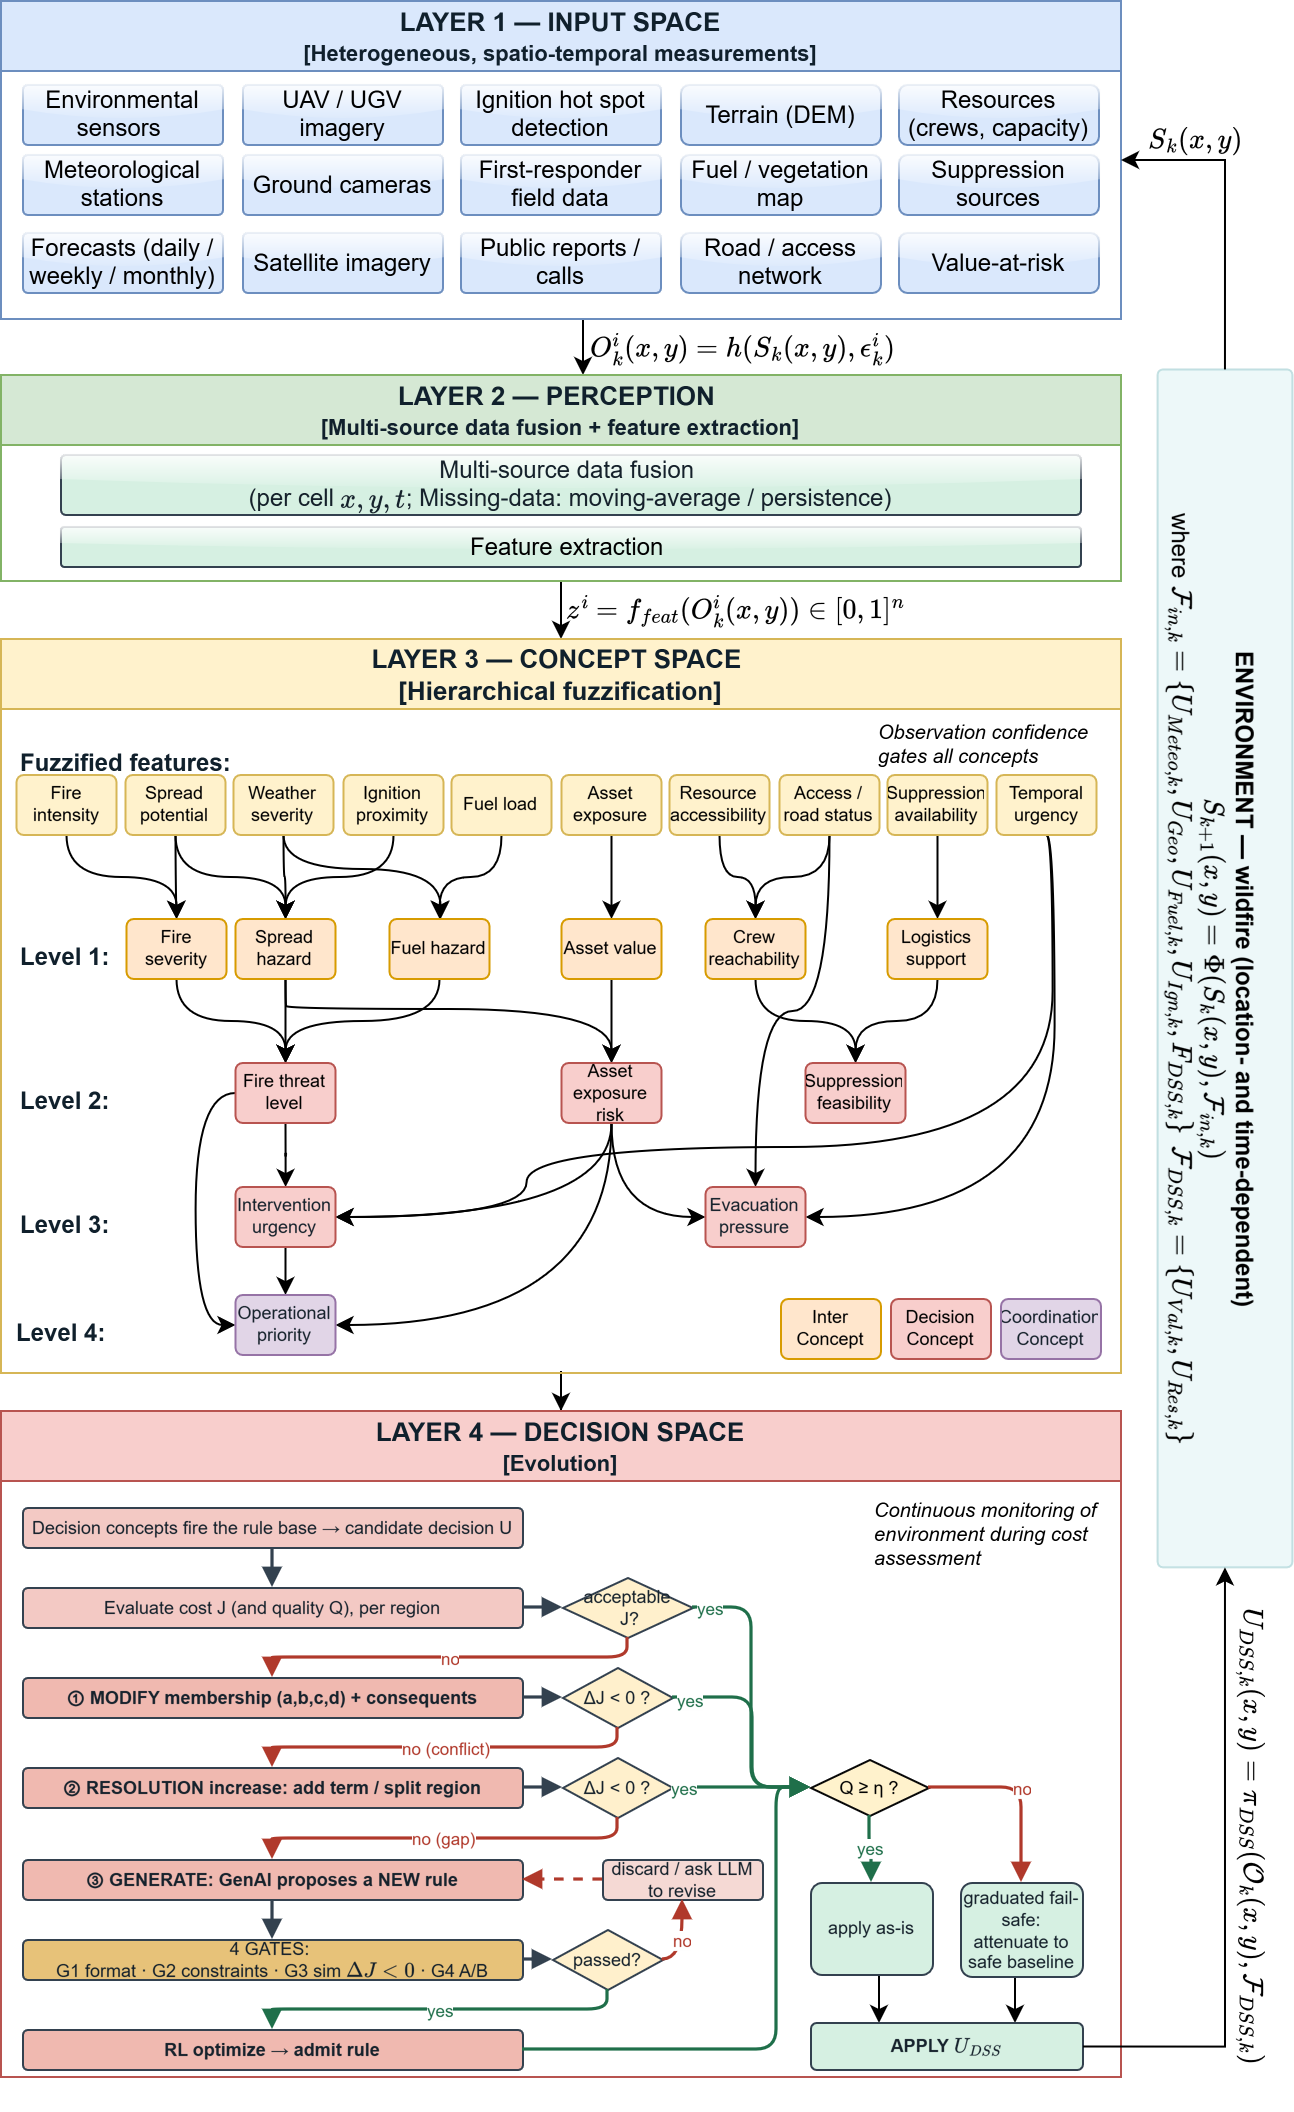 LAYER 1 — INPUT SPACE
[Heterogeneous, spatio-temporal measurements]
Environmental
sensors
UAV / UGV
imagery
Ignition hot spot
detection
Terrain (DEM)
Resources
(crews, capacity)
Meteorological
stations
Ground cameras
First-responder
field data
Fuel / vegetation
map
Suppression
sources
Forecasts (daily /
weekly / monthly)
Satellite imagery
Public reports /
calls
Road / access
network
Value-at-risk
S_k(x, y)
O_k^i(x, y) = h(S_k(x, y), ϵ_k^i)
LAYER 2 — PERCEPTION
[Multi-source data fusion + feature extraction]
Multi-source data fusion
(per cell x, y, t; Missing-data: moving-average / persistence)
Feature extraction
z^i = f_{feat}(O_k^i(x, y)) ∈ [0, 1]^n
LAYER 3 — CONCEPT SPACE
[Hierarchical fuzzification]
Observation confidence
gates all concepts
Fuzzified features:
Fire
intensity
Spread
potential
Weather
severity
Ignition
proximity
Fuel load
Asset
exposure
Resource
accessibility
Access /
road status
Suppression
availability
Temporal
urgency
Level 1:
Fire
severity
Spread
hazard
Fuel hazard
Asset value
Crew
reachability
Logistics
support
Level 2:
Fire threat
level
Asset
exposure
risk
Suppression
feasibility
Level 3:
Intervention
urgency
Evacuation
pressure
Level 4:
Operational
priority
Inter
Concept
Decision
Concept
Coordination
Concept
LAYER 4 — DECISION SPACE
[Evolution]
Continuous monitoring of
environment during cost
assessment
Decision concepts fire the rule base → candidate decision U
Evaluate cost J (and quality Q), per region
acceptable
J?
yes
no
① MODIFY membership (a,b,c,d) + consequents
ΔJ < 0 ?
yes
no (conflict)
② RESOLUTION increase: add term / split region
ΔJ < 0 ?
yes
no (gap)
③ GENERATE: GenAI proposes a NEW rule
discard / ask LLM
to revise
4 GATES:
G1 format · G2 constraints · G3 sim ΔJ < 0 · G4 A/B
passed?
no
yes
RL optimize → admit rule
Q ≥ η ?
yes
no
apply as-is
graduated fail-
safe:
attenuate to
safe baseline
APPLY U_{DSS}
ENVIRONMENT — wildfire (location- and time-dependent)
S_{k+1}(x, y) = Φ(S_k(x, y), ℱ_{in,k})
where ℱ_{in,k} = {U_{Meteo,k}, U_{Geo}, U_{Fuel,k}, U_{Ign,k}, F_{DSS,k}} ℱ_{DSS,k} = {U_{Val,k}, U_{Res,k}}
U_{DSS,k}(x, y) = π_{DSS}(𝒪_k(x, y), ℱ_{DSS,k})